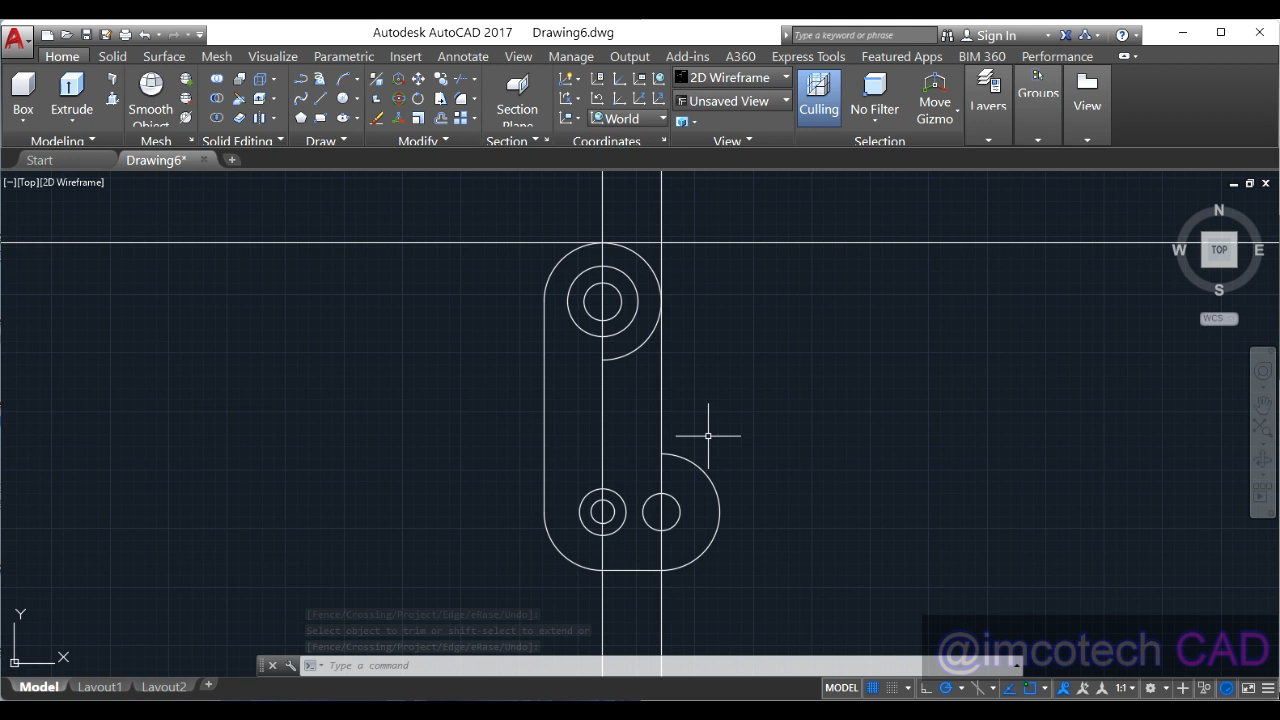 Autodesk AutoCAD 2017 Drawing6.dwg
Type a keyword or phrase
Sign In
Home Solid Surface Mesh Visualize Parametric Insert Annotate View Manage Output Add-ins A360 Express Tools Featured Apps BIM 360 Performance
Box Extrude Smooth Object Section Plane World 2D Wireframe Unsaved View Culling No Filter Move Gizmo Layers Groups View
Modeling Mesh Solid Editing Draw Modify Section Coordinates View Selection
Start Drawing6* +
[−][Top][2D Wireframe]
N
W TOP E
S
WCS
[Fence/Crossing/Project/Edge/eRase/Undo]:
Select object to trim or shift-select to extend or
[Fence/Crossing/Project/Edge/eRase/Undo]:
Y
X
Type a command
@imcotech CAD
Model Layout1 Layout2 +
MODEL 1:1